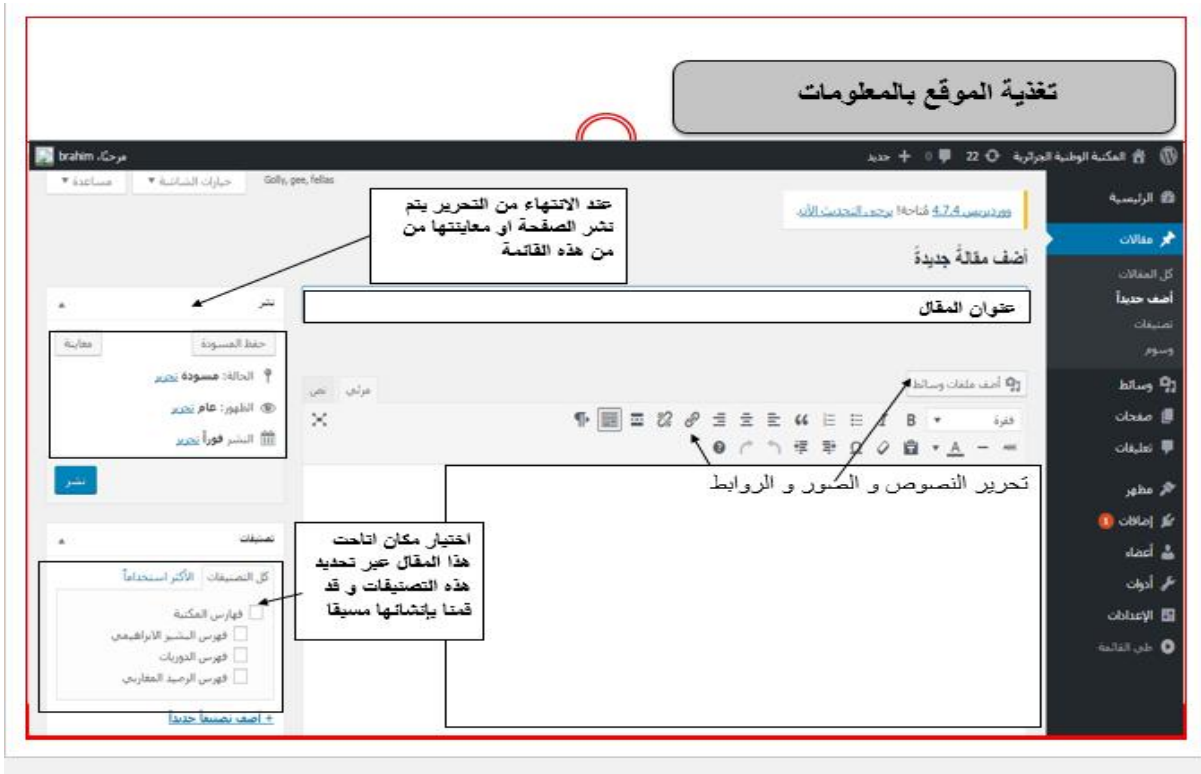 تغذية الموقع بالمعلومات
المكتبة الوطنية الجزائرية 22 0 + جديد
مرحبًا، brahim
الرئيسية
مقالات
كل المقالات
أضف جديداً
تصنيفات
وسوم
وسائط
صفحات
تعليقات
مظهر
إضافات 1
أعضاء
أدوات
الإعدادات
طي القائمة
Golly, gee, fellas
خيارات الشاشة
مساعدة
ووردبريس 4.7.4 مُتاحة! يرجى التحديث الآن.
أضف مقالةً جديدةً
عند الانتهاء من التحرير يتم
نشر الصفحة او معاينتها من
من هذه القائمة
عنوان المقال
أضف ملفات وسائط
مرئي نص
فقرة
تحرير النصوص و الصور و الروابط
نشر
حفظ المسودة
معاينة
الحالة: مسودة تحرير
الظهور: عام تحرير
النشر فوراً تحرير
نشر
تصنيفات
كل التصنيفات
الأكثر استخداماً
فهارس المكتبة
فهرس البشير الابراهيمي
فهرس الدوريات
فهرس الرصيد المغاربي
+ أضف تصنيفاً جديداً
اختيار مكان اتاحت
هذا المقال عبر تحديد
هذه التصنيفات و قد
قمنا بإنشائها مسبقا